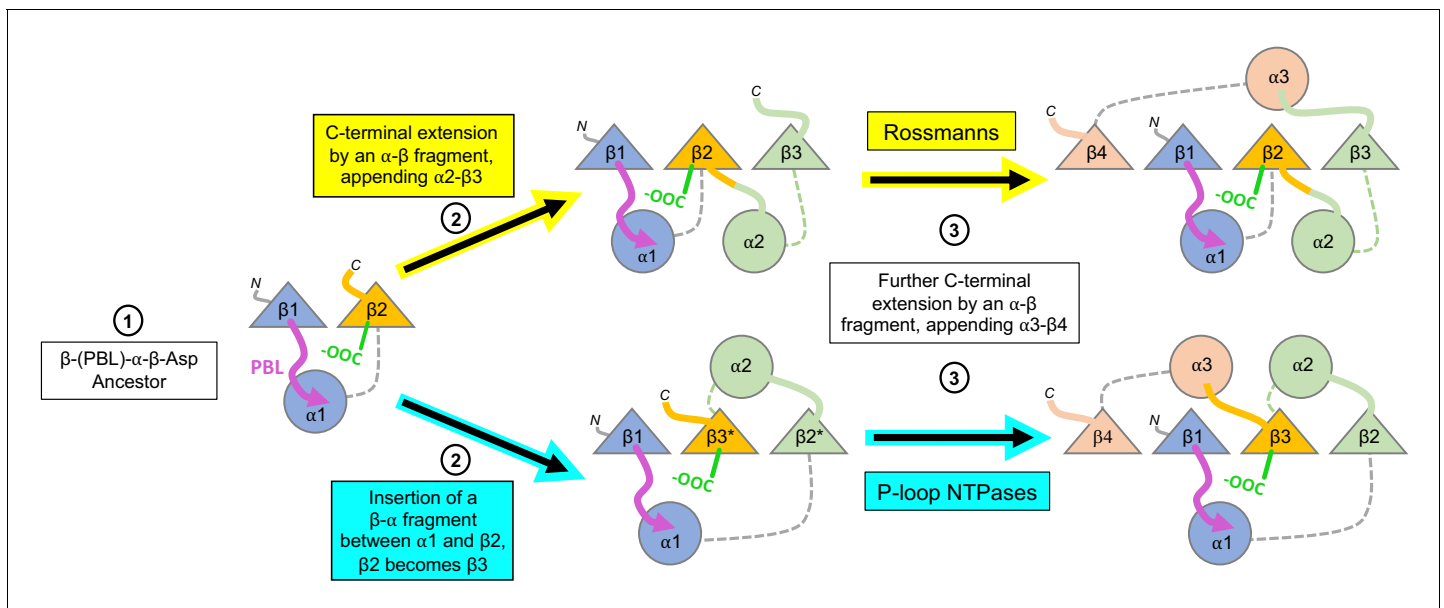 1
β-(PBL)-α-β-Asp
Ancestor
N
β1
C
β2
-OOC
PBL
α1
C-terminal extension
by an α-β fragment,
appending α2-β3
2
N
β1
β2
C
β3
-OOC
α1
α2
Rossmanns
C
β4
N
β1
β2
α3
β3
-OOC
α1
α2
3
Further C-terminal
extension by an α-β
fragment, appending α3-β4
3
2
Insertion of a
β-α fragment
between α1 and β2,
β2 becomes β3
N
β1
C
β3*
α2
β2*
-OOC
α1
P-loop NTPases
C
β4
α3
N
β1
β3
α2
β2
-OOC
α1